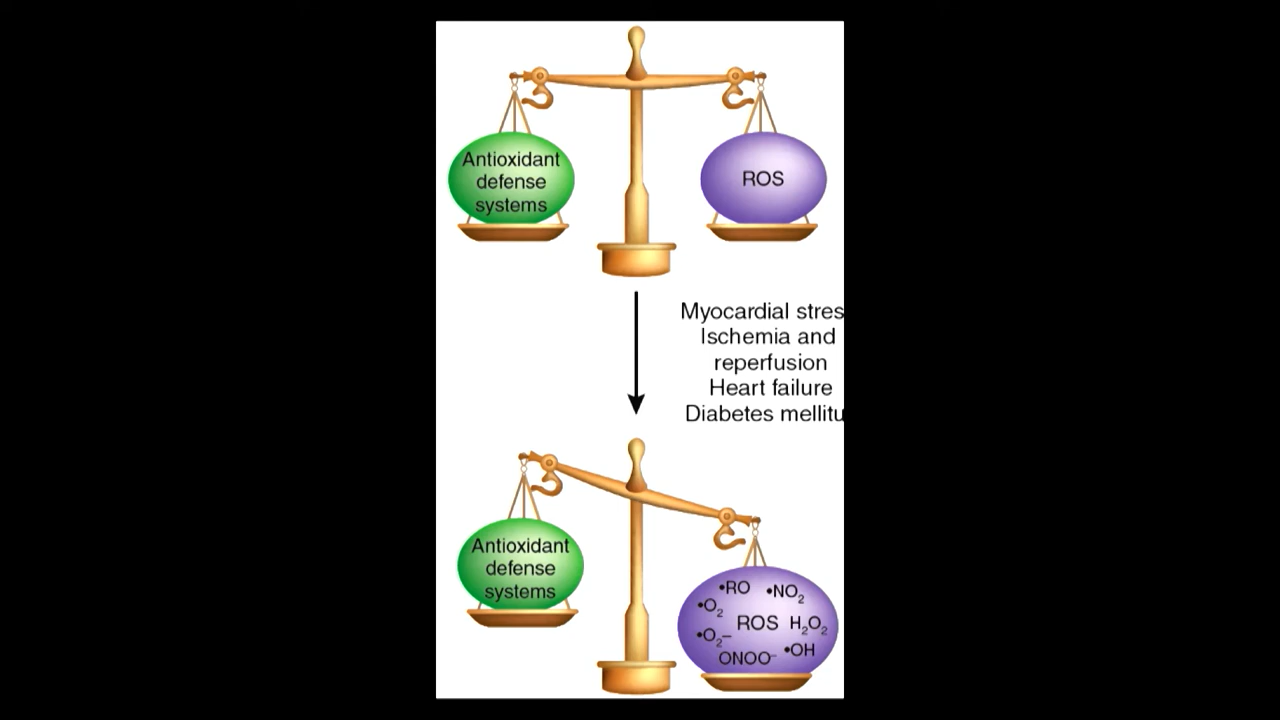 Antioxidant
defense
systems
ROS
Myocardial stres
Ischemia and
reperfusion
Heart failure
Diabetes mellitu
Antioxidant
defense
systems
•RO •NO₂
•O₂
ROS H₂O₂
•O₂–
ONOO– •OH